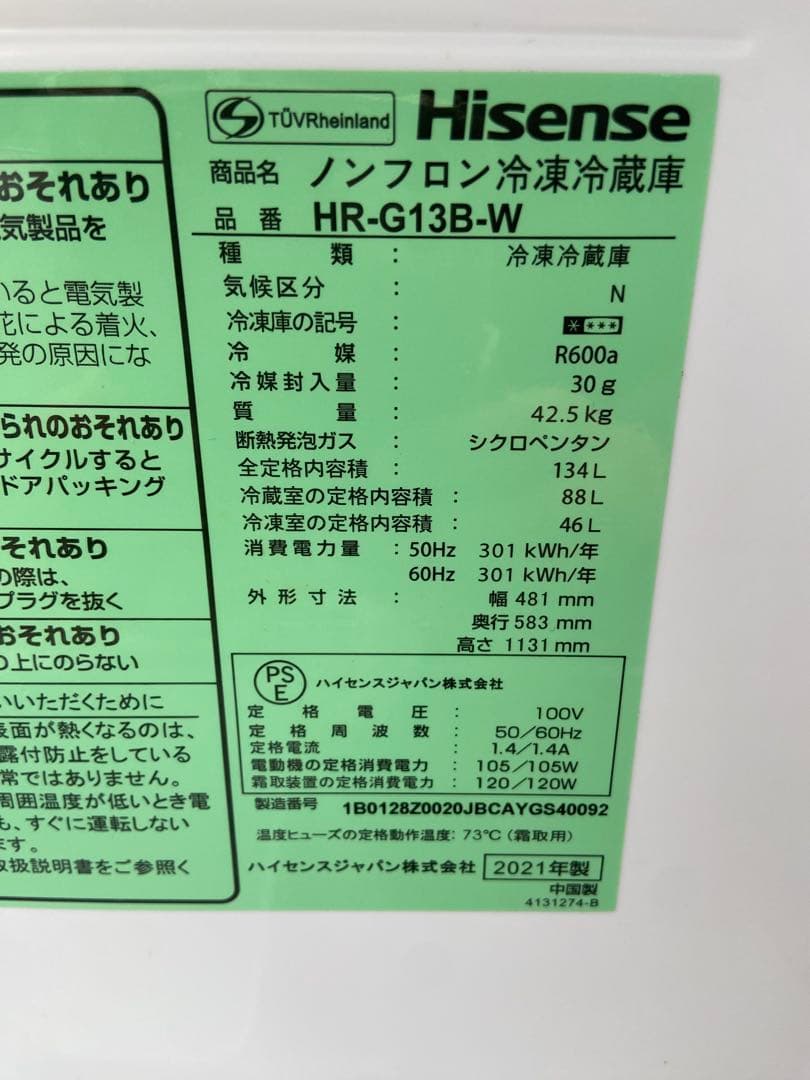 おそれあり
気製品を
いると電気製
花による着火、
発の原因にな
られのおそれあり
サイクルすると
ドアパッキング
それあり
の際は、
プラグを抜く
おそれあり
の上にのらない
いいただくために
表面が熱くなるのは、
露付防止をしている
常ではありません。
周囲温度が低いとき電
も、すぐに運転しない
ます。
取扱説明書をご参照く
TÜVRheinland Hisense
商品名 ノンフロン冷凍冷蔵庫
品番 HR-G13B-W
種類 : 冷凍冷蔵庫
気候区分 : N
冷凍庫の記号 : * ***
冷媒 : R600a
冷媒封入量 : 30 g
質量 : 42.5 kg
断熱発泡ガス : シクロペンタン
全定格内容積 : 134 L
冷蔵室の定格内容積 : 88 L
冷凍室の定格内容積 : 46 L
消費電力量 : 50Hz 301 kWh/年
60Hz 301 kWh/年
外形寸法 : 幅 481 mm
奥行 583 mm
高さ 1131 mm
PSE ハイセンスジャパン株式会社
定格電圧 : 100V
定格周波数 : 50/60Hz
定格電流 : 1.4/1.4A
電動機の定格消費電力 : 105/105W
霜取装置の定格消費電力 : 120/120W
製造番号 1B0128Z0020JBCAYGS40092
温度ヒューズの定格動作温度: 73℃ (霜取用)
ハイセンスジャパン株式会社 2021年製
中国製
4131274-B